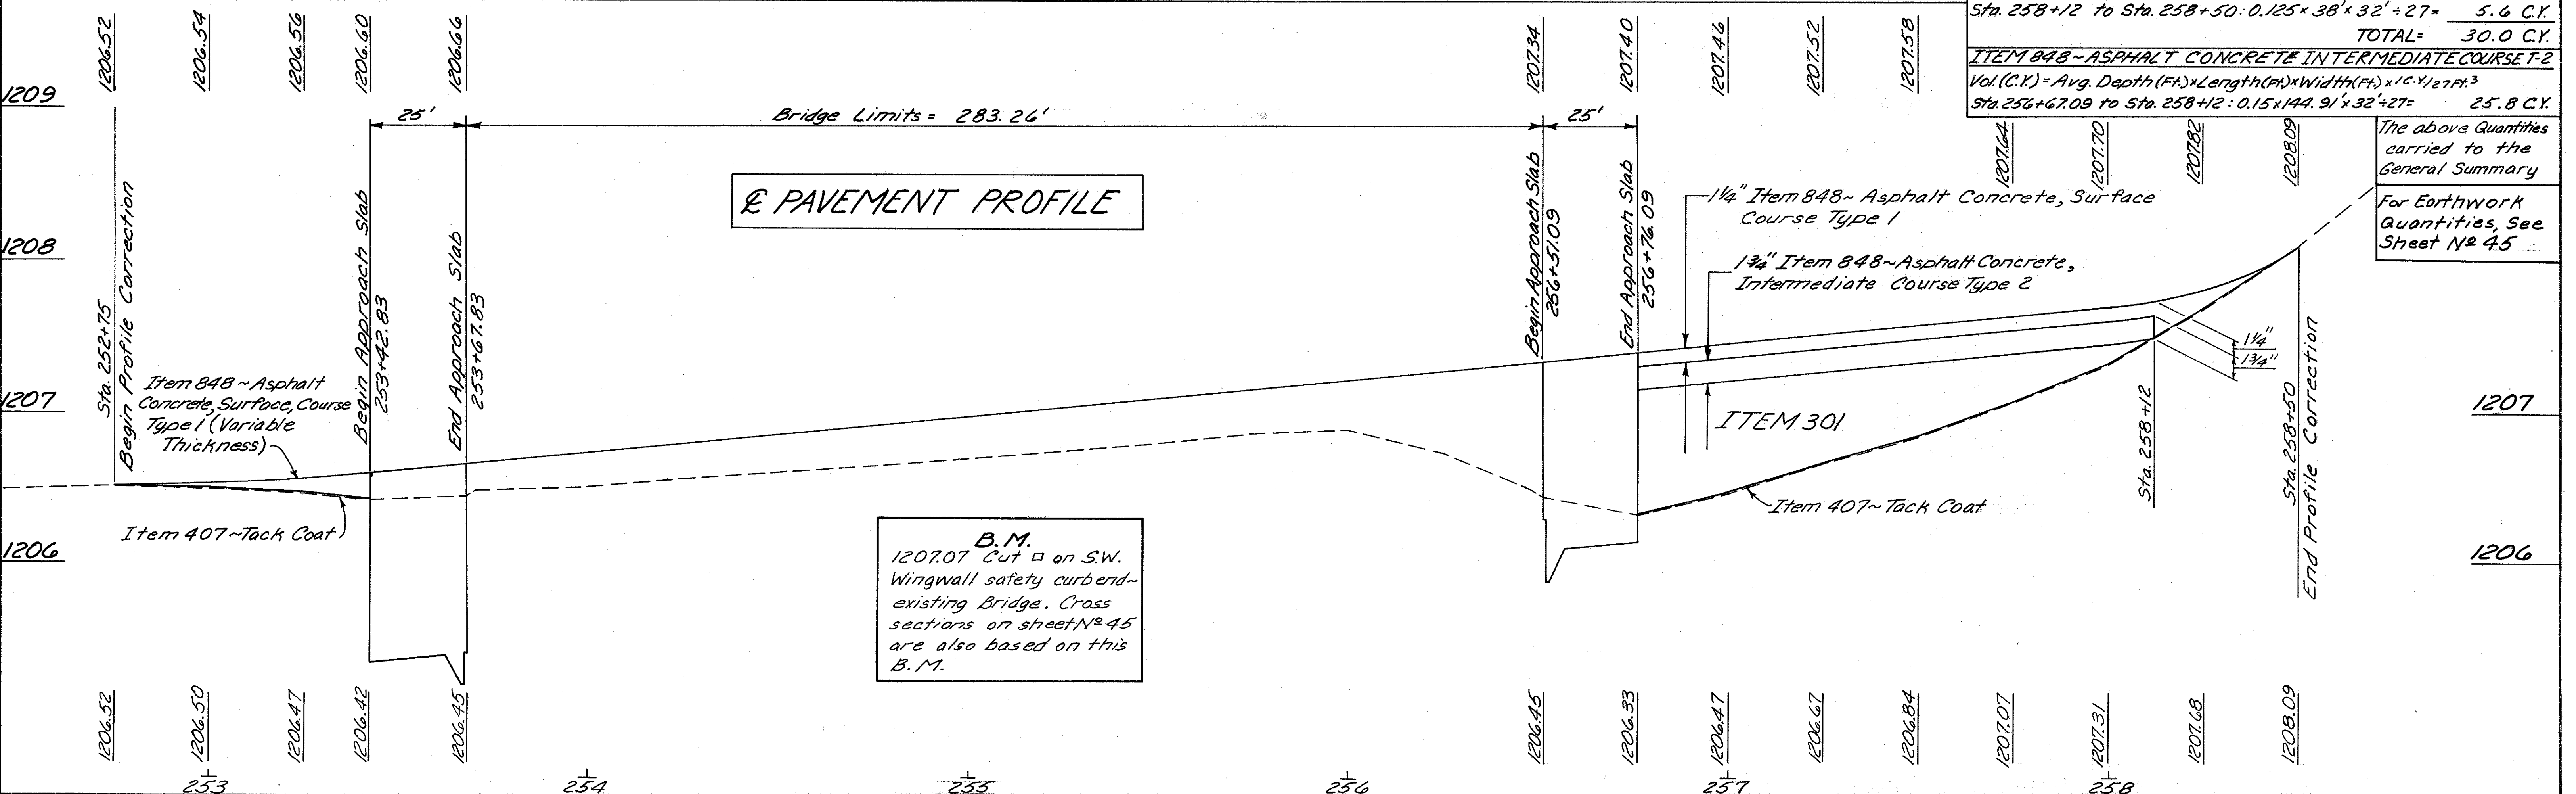 1206.52
1206.54
1206.56
1206.60
1206.66
1207.34
1207.40
1207.46
1207.52
1207.58
Sta. 258+12 to Sta. 258+50: 0.125 x 38' x 32' ÷ 27 = 5.6 C.Y.
TOTAL = 30.0 C.Y.
ITEM 848 ~ ASPHALT CONCRETE INTERMEDIATE COURSE T-2
Vol.(C.Y.) = Avg. Depth (Ft.) x Length (Ft.) x Width (Ft.) x 1 C.Y./27 Ft.³
Sta. 256+67.09 to Sta. 258+12: 0.15 x 144.91' x 32' ÷ 27 = 25.8 C.Y.
1207.64
1207.70
1207.82
1208.09
The above Quantities
carried to the
General Summary
For Earthwork
Quantities, See
Sheet Nº 45
1209
1208
1207
1206
1207
1206
25'
Bridge Limits = 283.26'
25'
℄ PAVEMENT PROFILE
Sta. 252+75
Begin Profile Correction
Begin Approach Slab
253+42.83
End Approach Slab
253+67.83
Begin Approach Slab
256+51.09
End Approach Slab
256+76.09
1¼" Item 848 ~ Asphalt Concrete, Surface
Course Type 1
1¾" Item 848 ~ Asphalt Concrete,
Intermediate Course Type 2
Item 848 ~ Asphalt
Concrete, Surface, Course
Type 1 (Variable
Thickness)
Item 407 ~ Tack Coat
ITEM 301
Item 407 ~ Tack Coat
1¼"
1¾"
Sta. 258+12
Sta. 258+50
End Profile Correction
B.M.
1207.07 Cut □ on S.W.
Wingwall safety curb end ~
existing Bridge. Cross
sections on sheet Nº 45
are also based on this
B.M.
1206.52
1206.50
1206.47
1206.42
1206.45
1206.45
1206.33
1206.47
1206.67
1206.84
1207.07
1207.31
1207.68
1208.09
253
254
255
256
257
258